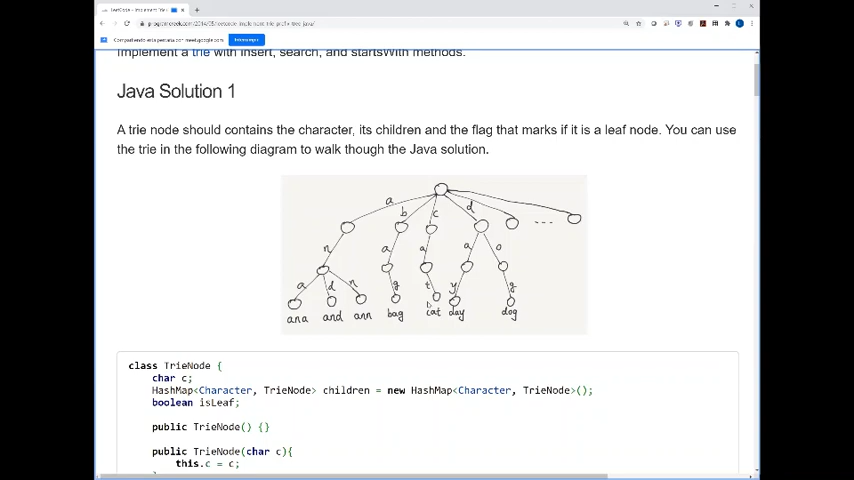 Implement a trie with insert, search, and startsWith methods.
Java Solution 1
A trie node should contains the character, its children and the flag that marks if it is a leaf node. You can use
the trie in the following diagram to walk though the Java solution.
a b c d
n a a a o
a d n g t y g
ana and ann bag cat day dog
class TrieNode {
char c;
HashMap<Character, TrieNode> children = new HashMap<Character, TrieNode>();
boolean isLeaf;
public TrieNode() {}
public TrieNode(char c){
this.c = c;